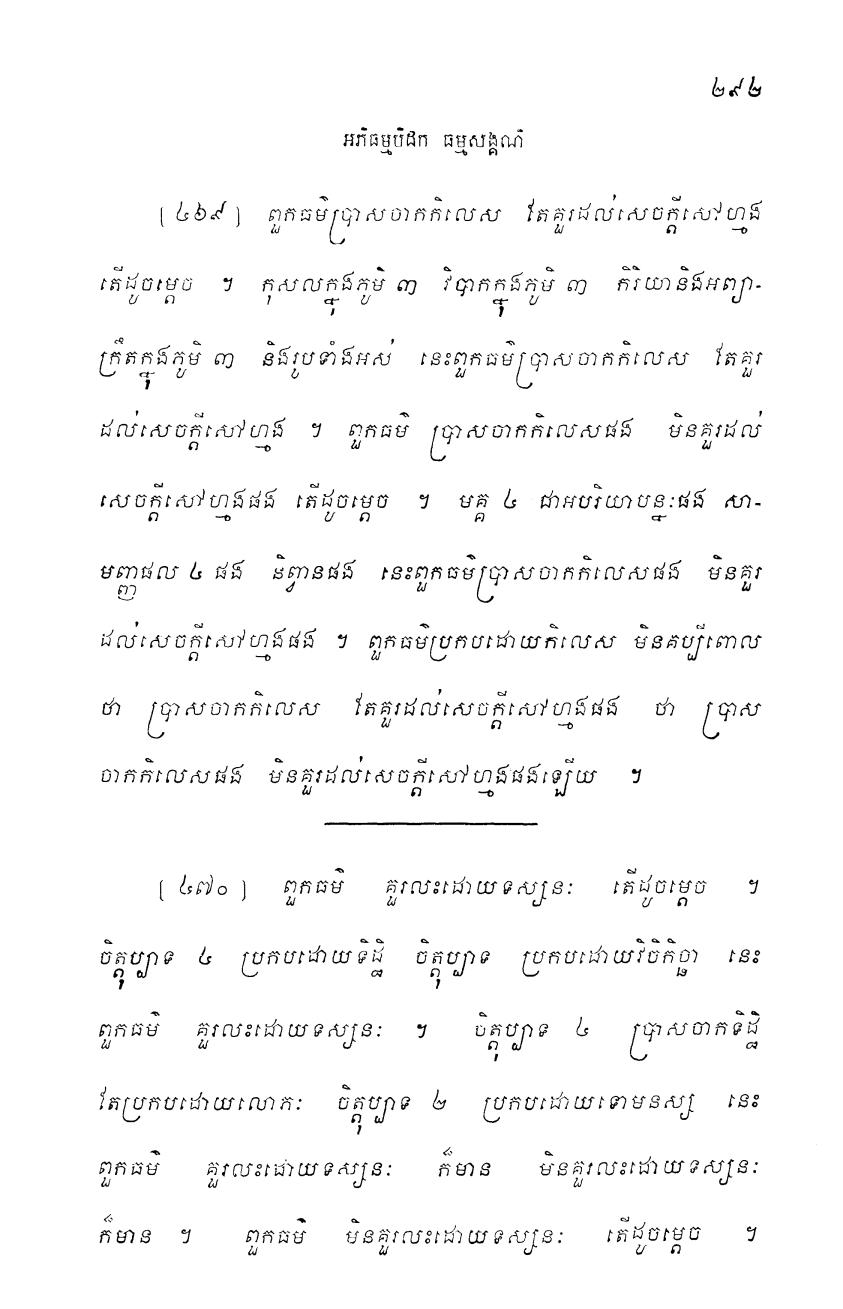 ២៩២
អភិធម្មបិដក ធម្មសង្គណី
[ ៤៦៩ ] ពួកធម៌ប្រាសចាកកិលេស តែគួរដល់សេចក្តីសៅហ្មង
តើដូចម្តេច ។ កុសលក្នុងភូមិ ៣ វិបាកក្នុងភូមិ ៣ កិរិយានិងអព្យា-
ក្រឹតក្នុងភូមិ ៣ និងរូបទាំងអស់ នេះពួកធម៌ប្រាសចាកកិលេស តែគួរ
ដល់សេចក្តីសៅហ្មង ។ ពួកធម៌ ប្រាសចាកកិលេសផង មិនគួរដល់
សេចក្តីសៅហ្មងផង តើដូចម្តេច ។ មគ្គ ៤ ជាអបរិយាបន្នៈផង សា-
មញ្ញផល ៤ ផង និព្វានផង នេះពួកធម៌ប្រាសចាកកិលេសផង មិនគួរ
ដល់សេចក្តីសៅហ្មងផង ។ ពួកធម៌ប្រកបដោយកិលេស មិនគប្បីពោល
ថា ប្រាសចាកកិលេស តែគួរដល់សេចក្តីសៅហ្មងផង ថា ប្រាស
ចាកកិលេសផង មិនគួរដល់សេចក្តីសៅហ្មងផងឡើយ ។
[ ៤៧០ ] ពួកធម៌ គួរលះដោយទស្សនៈ តើដូចម្តេច ។
ចិត្តុប្បាទ ៤ ប្រកបដោយទិដ្ឋិ ចិត្តុប្បាទ ប្រកបដោយវិចិកិច្ឆា នេះ
ពួកធម៌ គួរលះដោយទស្សនៈ ។ ចិត្តុប្បាទ ៤ ប្រាសចាកទិដ្ឋិ
តែប្រកបដោយលោភៈ ចិត្តុប្បាទ ២ ប្រកបដោយទោមនស្ស នេះ
ពួកធម៌ គួរលះដោយទស្សនៈ ក៏មាន មិនគួរលះដោយទស្សនៈ
ក៏មាន ។ ពួកធម៌ មិនគួរលះដោយទស្សនៈ តើដូចម្តេច ។